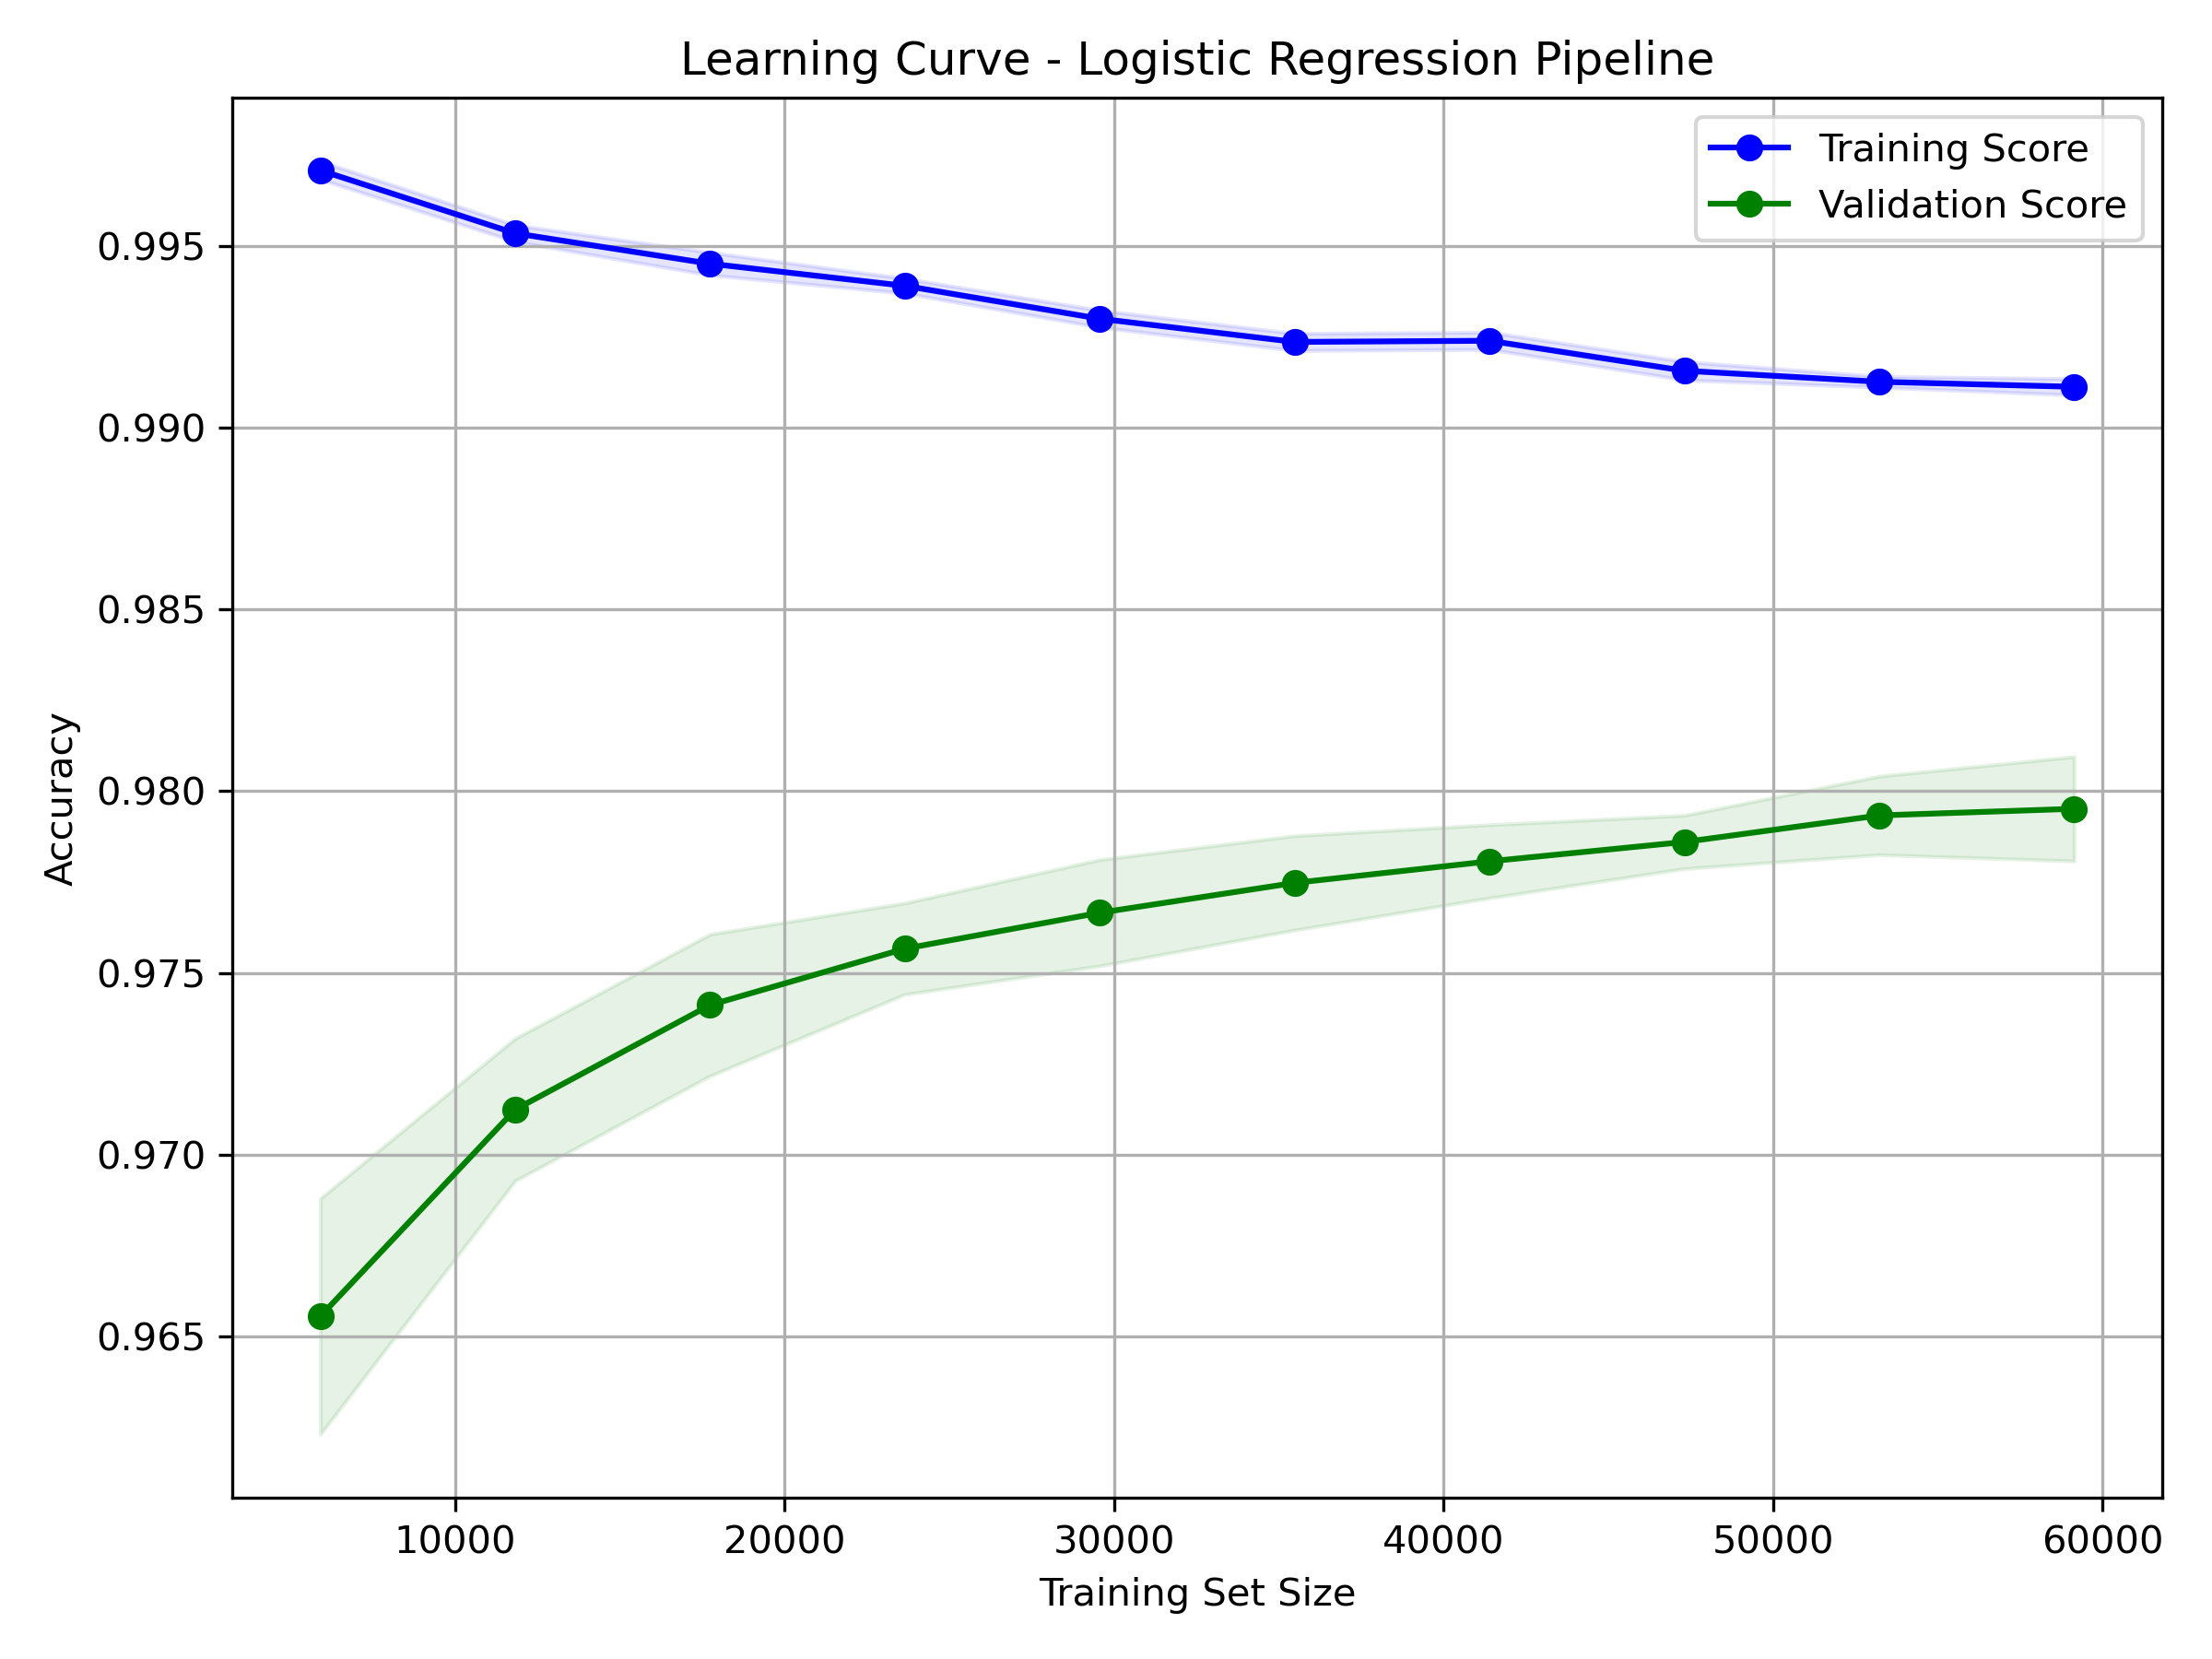 Learning Curve - Logistic Regression Pipeline
Training Score
Validation Score
0.995
0.990
0.985
0.980
0.975
0.970
0.965
Accuracy
10000 20000 30000 40000 50000 60000
Training Set Size